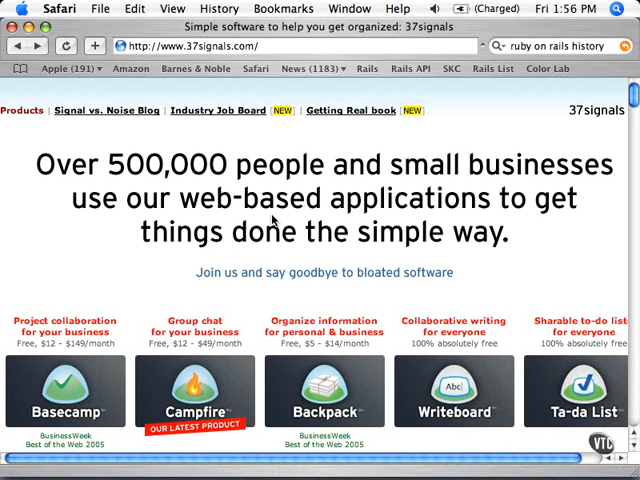 Safari File Edit View History Bookmarks Window Help (Charged) Fri 1:56 PM
Simple software to help you get organized: 37signals
http://www.37signals.com/ ruby on rails history
Apple (191) Amazon Barnes & Noble Safari News (1183) Rails Rails API SKC Rails List Color Lab
Products | Signal vs. Noise Blog | Industry Job Board [NEW] | Getting Real book [NEW] 37signals
Over 500,000 people and small businesses
use our web-based applications to get
things done the simple way.
Join us and say goodbye to bloated software
Project collaboration
for your business
Free, $12 - $149/month
Basecamp™
BusinessWeek
Best of the Web 2005
Group chat
for your business
Free, $12 - $49/month
Campfire™
OUR LATEST PRODUCT
Organize information
for personal & business
Free, $5 - $14/month
Backpack™
BusinessWeek
Best of the Web 2005
Collaborative writing
for everyone
100% absolutely free
Abc
Writeboard™
Sharable to-do lists
for everyone
100% absolutely free
Ta-da List™
VTC